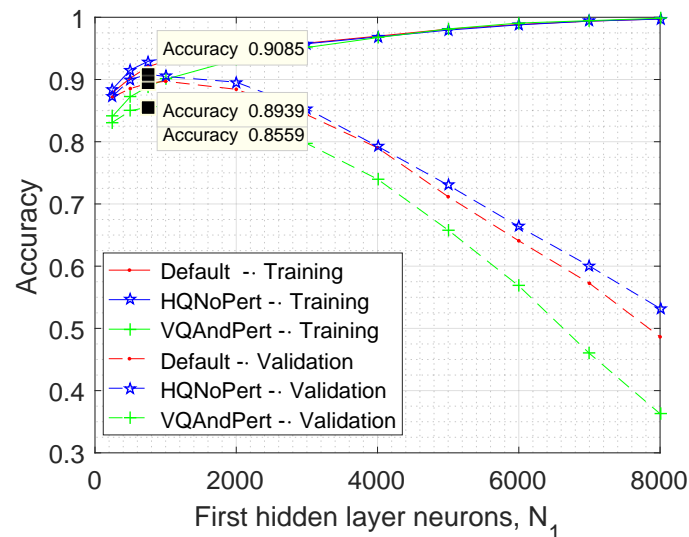 1
0.9
0.8
0.7
0.6
0.5
0.4
0.3
Accuracy
Accuracy 0.9085
Accuracy 0.8939
Accuracy 0.8559
Default -·- Training
HQNoPert -·- Training
VQAndPert -·- Training
Default -·- Validation
HQNoPert -·- Validation
VQAndPert -·- Validation
0 2000 4000 6000 8000
First hidden layer neurons, N₁